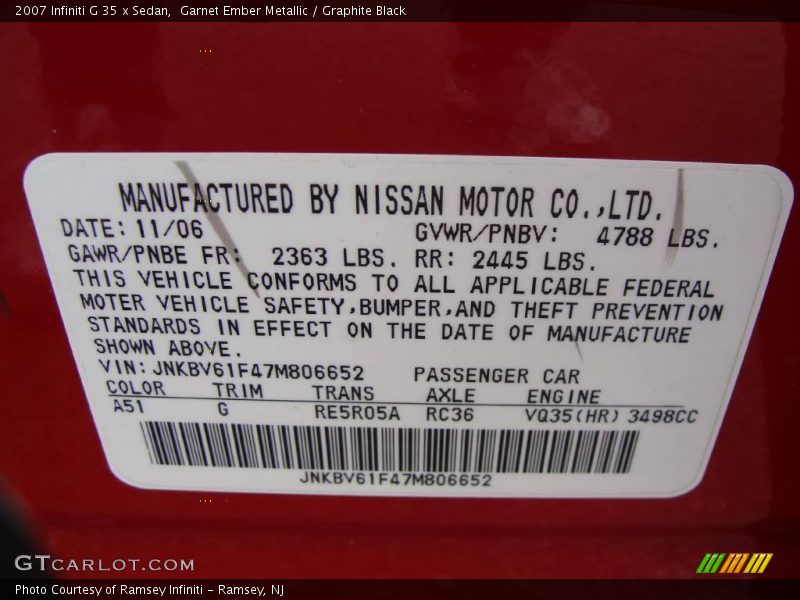 2007 Infiniti G 35 x Sedan,  Garnet Ember Metallic / Graphite Black
MANUFACTURED BY NISSAN MOTOR CO.,LTD.
DATE: 11/06 GVWR/PNBV: 4788 LBS.
GAWR/PNBE FR: 2363 LBS. RR: 2445 LBS.
THIS VEHICLE CONFORMS TO ALL APPLICABLE FEDERAL
MOTER VEHICLE SAFETY,BUMPER,AND THEFT PREVENTION
STANDARDS IN EFFECT ON THE DATE OF MANUFACTURE
SHOWN ABOVE.
VIN: JNKBV61F47M806652 PASSENGER CAR
COLOR TRIM TRANS AXLE ENGINE
A51 G RE5R05A RC36 VQ35(HR) 3498CC
JNKBV61F47M806652
GTCARLOT.COM
Photo Courtesy of Ramsey Infiniti - Ramsey, NJ